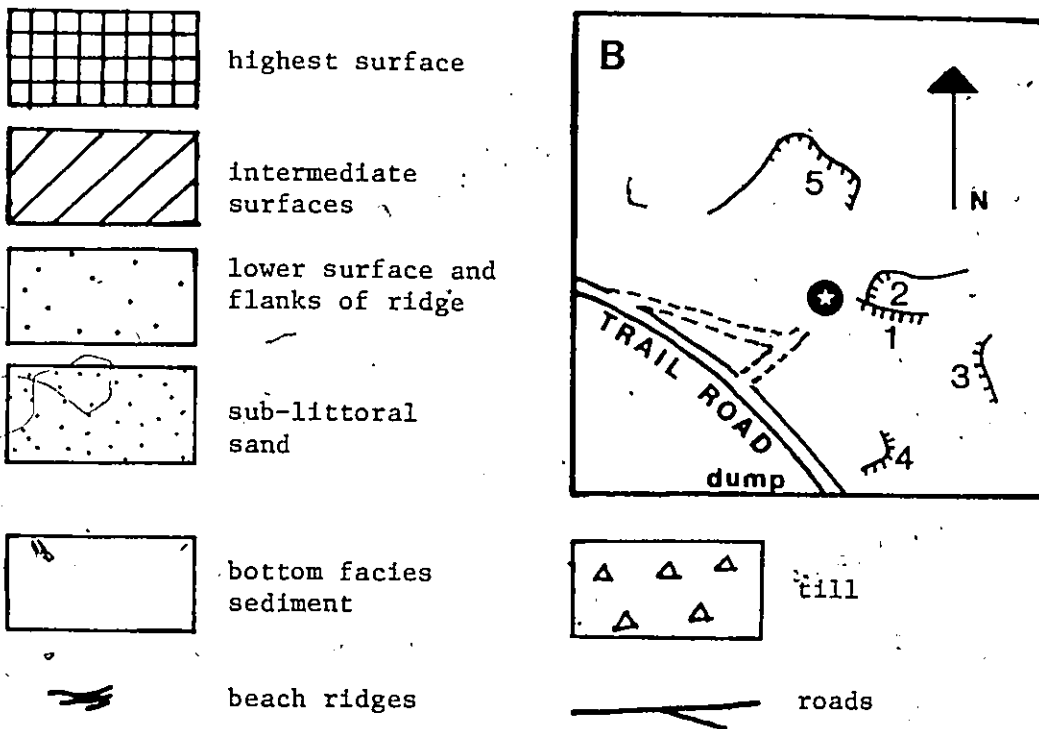 highest surface
intermediate
surfaces
lower surface and
flanks of ridge
sub-littoral
sand
bottom facies
sediment
beach ridges
B
N
5
2
1
3
4
TRAIL ROAD
dump
till
roads